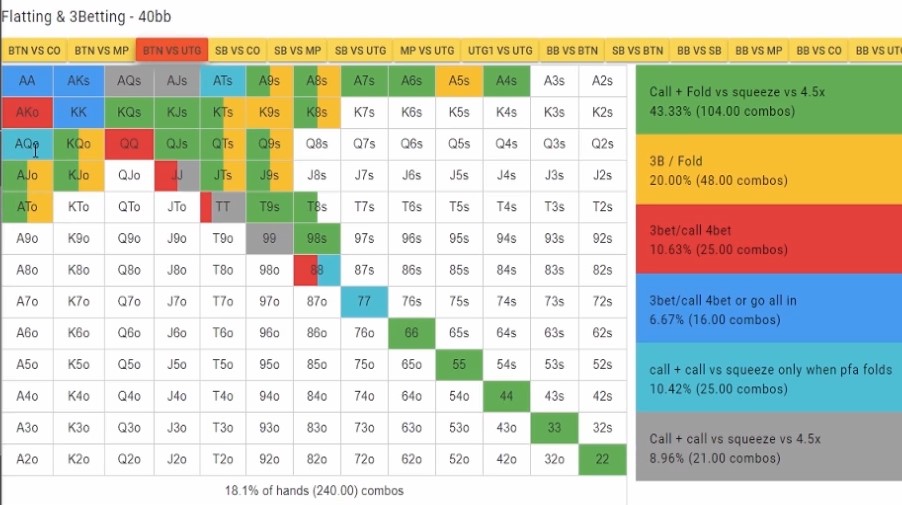 Flatting & 3Betting - 40bb
BTN VS CO BTN VS MP BTN VS UTG SB VS CO SB VS MP SB VS UTG MP VS UTG UTG1 VS UTG BB VS BTN SB VS BTN BB VS SB BB VS MP BB VS CO BB VS UTG
AA AKs AQs AJs ATs A9s A8s A7s A6s A5s A4s A3s A2s
AKo KK KQs KJs KTs K9s K8s K7s K6s K5s K4s K3s K2s
AQo KQo QQ QJs QTs Q9s Q8s Q7s Q6s Q5s Q4s Q3s Q2s
AJo KJo QJo JJ JTs J9s J8s J7s J6s J5s J4s J3s J2s
ATo KTo QTo JTo TT T9s T8s T7s T6s T5s T4s T3s T2s
A9o K9o Q9o J9o T9o 99 98s 97s 96s 95s 94s 93s 92s
A8o K8o Q8o J8o T8o 98o 88 87s 86s 85s 84s 83s 82s
A7o K7o Q7o J7o T7o 97o 87o 77 76s 75s 74s 73s 72s
A6o K6o Q6o J6o T6o 96o 86o 76o 66 65s 64s 63s 62s
A5o K5o Q5o J5o T5o 95o 85o 75o 65o 55 54s 53s 52s
A4o K4o Q4o J4o T4o 94o 84o 74o 64o 54o 44 43s 42s
A3o K3o Q3o J3o T3o 93o 83o 73o 63o 53o 43o 33 32s
A2o K2o Q2o J2o T2o 92o 82o 72o 62o 52o 42o 32o 22
18.1% of hands (240.00) combos
Call + Fold vs squeeze vs 4.5x
43.33% (104.00 combos)
3B / Fold
20.00% (48.00 combos)
3bet/call 4bet
10.63% (25.00 combos)
3bet/call 4bet or go all in
6.67% (16.00 combos)
call + call vs squeeze only when pfa folds
10.42% (25.00 combos)
Call + call vs squeeze vs 4.5x
8.96% (21.00 combos)